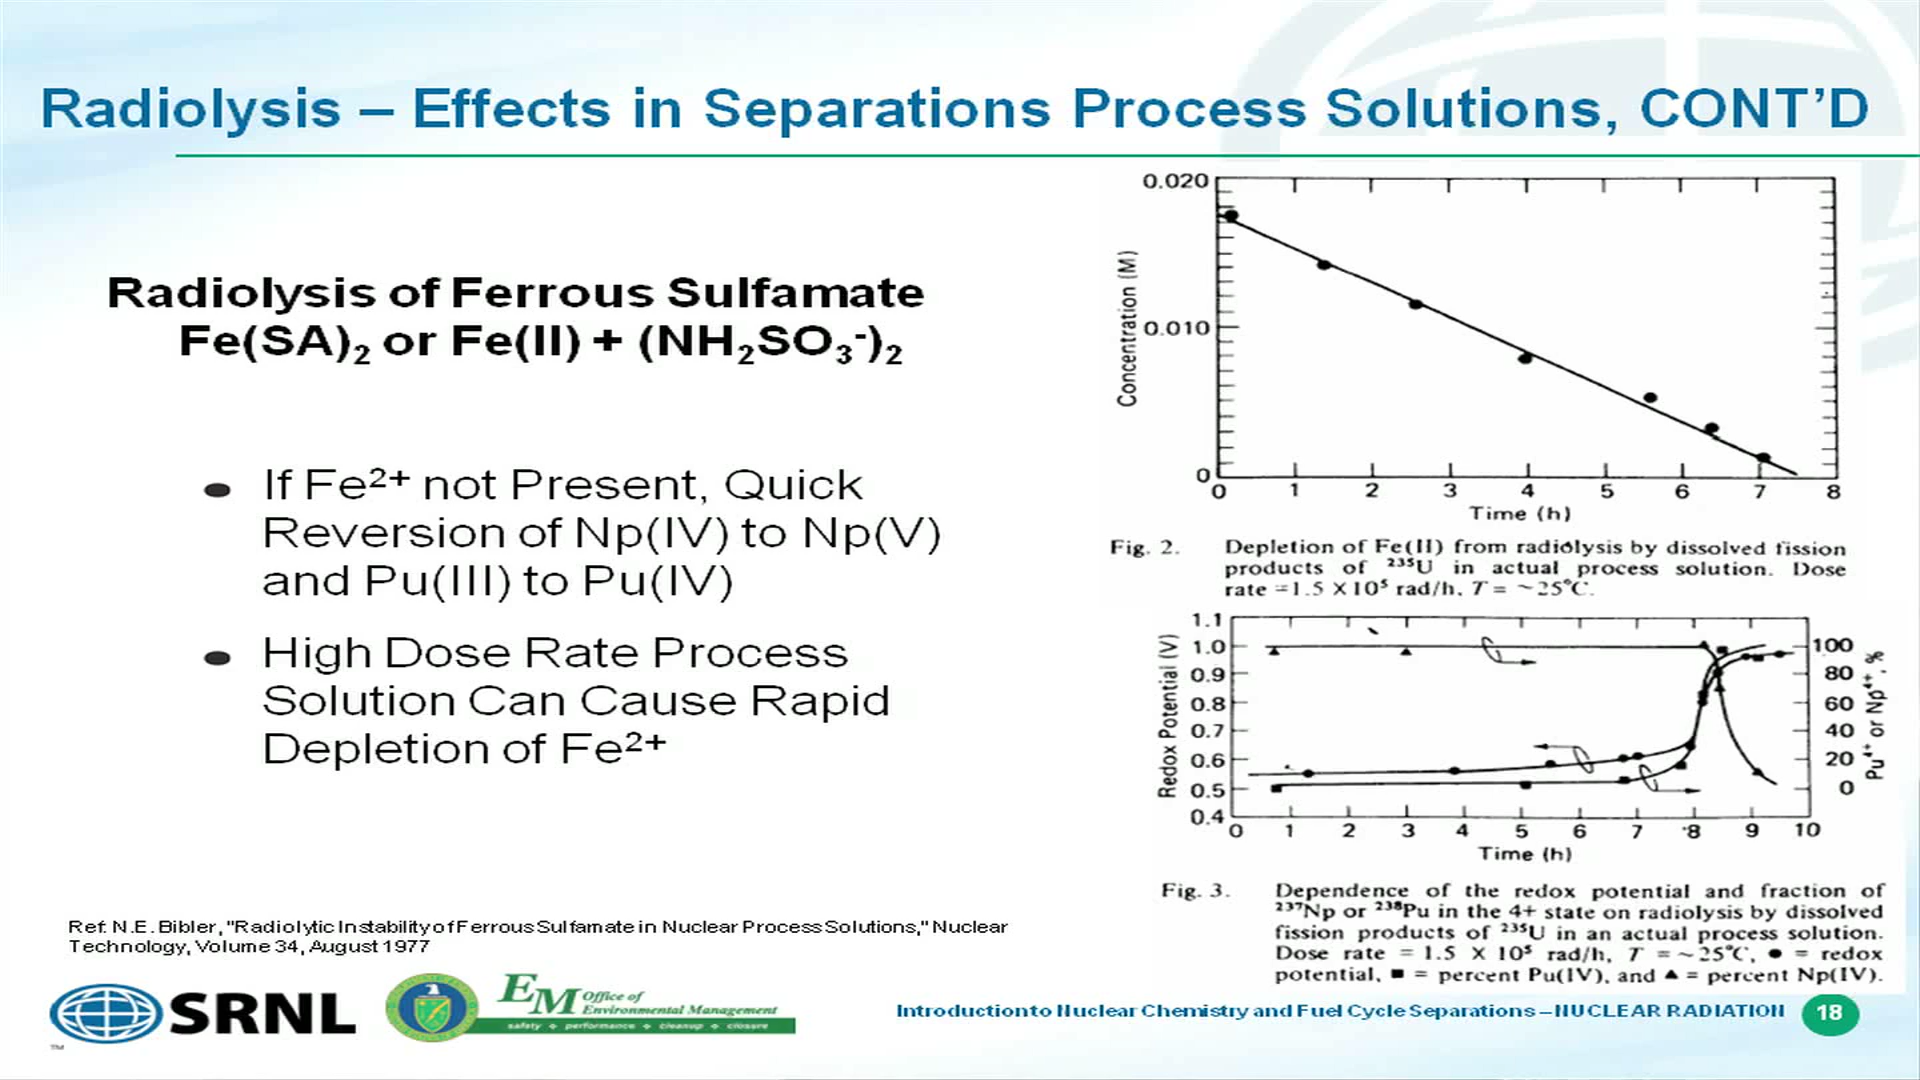 Radiolysis – Effects in Separations Process Solutions, CONT'D
Radiolysis of Ferrous Sulfamate
Fe(SA)₂ or Fe(II) + (NH₂SO₃⁻)₂
• If Fe²⁺ not Present, Quick
Reversion of Np(IV) to Np(V)
and Pu(III) to Pu(IV)
• High Dose Rate Process
Solution Can Cause Rapid
Depletion of Fe²⁺
Ref: N.E. Bibler, "Radiolytic Instability of Ferrous Sulfamate in Nuclear Process Solutions," Nuclear
Technology, Volume 34, August 1977
0.020
0.010
0
Concentration (M)
0 1 2 3 4 5 6 7 8
Time (h)
Fig. 2. Depletion of Fe(II) from radiolysis by dissolved fission
products of ²³⁵U in actual process solution. Dose
rate = 1.5 X 10⁵ rad/h, T = ~25°C.
1.1
1.0
0.9
0.8
0.7
0.6
0.5
0.4
Redox Potential (V)
100
80
60
40
20
0
Pu⁴⁺ or Np⁴⁺, %
0 1 2 3 4 5 6 7 8 9 10
Time (h)
Fig. 3. Dependence of the redox potential and fraction of
²³⁷Np or ²³⁸Pu in the 4+ state on radiolysis by dissolved
fission products of ²³⁵U in an actual process solution.
Dose rate = 1.5 X 10⁵ rad/h, T = ~25°C, ● = redox
potential, ■ = percent Pu(IV), and ▲ = percent Np(IV).
SRNL
TM
EM Office of
Environmental Management
safety ❖ performance ❖ cleanup ❖ closure
Introduction to Nuclear Chemistry and Fuel Cycle Separations – NUCLEAR RADIATION 18